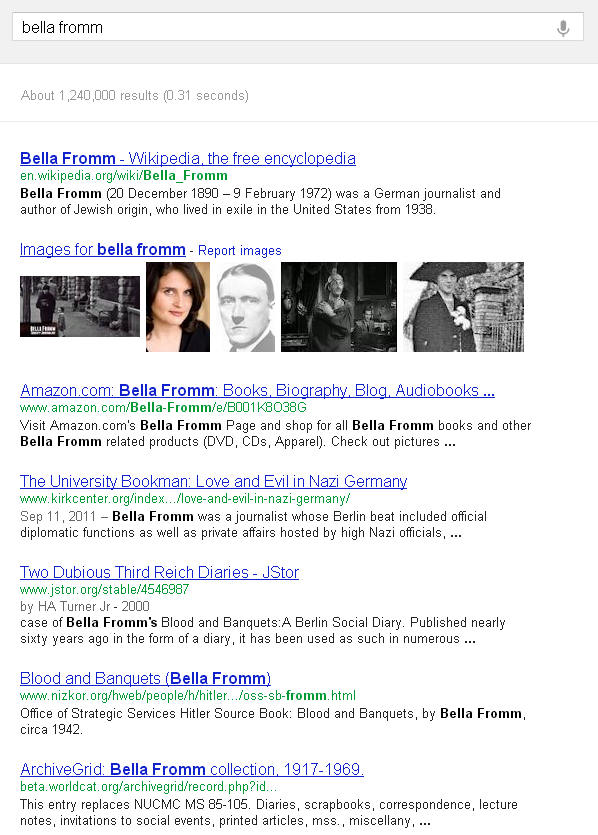 bella fromm
About 1,240,000 results (0.31 seconds)
Bella Fromm - Wikipedia, the free encyclopedia
en.wikipedia.org/wiki/Bella_Fromm
Bella Fromm (20 December 1890 – 9 February 1972) was a German journalist and
author of Jewish origin, who lived in exile in the United States from 1938.
Images for bella fromm - Report images
BELLA FROMM
SOCIETY JOURNALIST
Amazon.com: Bella Fromm: Books, Biography, Blog, Audiobooks ...
www.amazon.com/Bella-Fromm/e/B001K8O38G
Visit Amazon.com's Bella Fromm Page and shop for all Bella Fromm books and other
Bella Fromm related products (DVD, CDs, Apparel). Check out pictures ...
The University Bookman: Love and Evil in Nazi Germany
www.kirkcenter.org/index.../love-and-evil-in-nazi-germany/
Sep 11, 2011 – Bella Fromm was a journalist whose Berlin beat included official
diplomatic functions as well as private affairs hosted by high Nazi officials, ...
Two Dubious Third Reich Diaries - JStor
www.jstor.org/stable/4546987
by HA Turner Jr - 2000
case of Bella Fromm's Blood and Banquets:A Berlin Social Diary. Published nearly
sixty years ago in the form of a diary, it has been used as such in numerous ...
Blood and Banquets (Bella Fromm)
www.nizkor.org/hweb/people/h/hitler.../oss-sb-fromm.html
Office of Strategic Services Hitler Source Book: Blood and Banquets, by Bella Fromm,
circa 1942.
ArchiveGrid: Bella Fromm collection, 1917-1969.
beta.worldcat.org/archivegrid/record.php?id...
This entry replaces NUCMC MS 85-105. Diaries, scrapbooks, correspondence, lecture
notes, invitations to social events, printed articles, mss., miscellany, ...